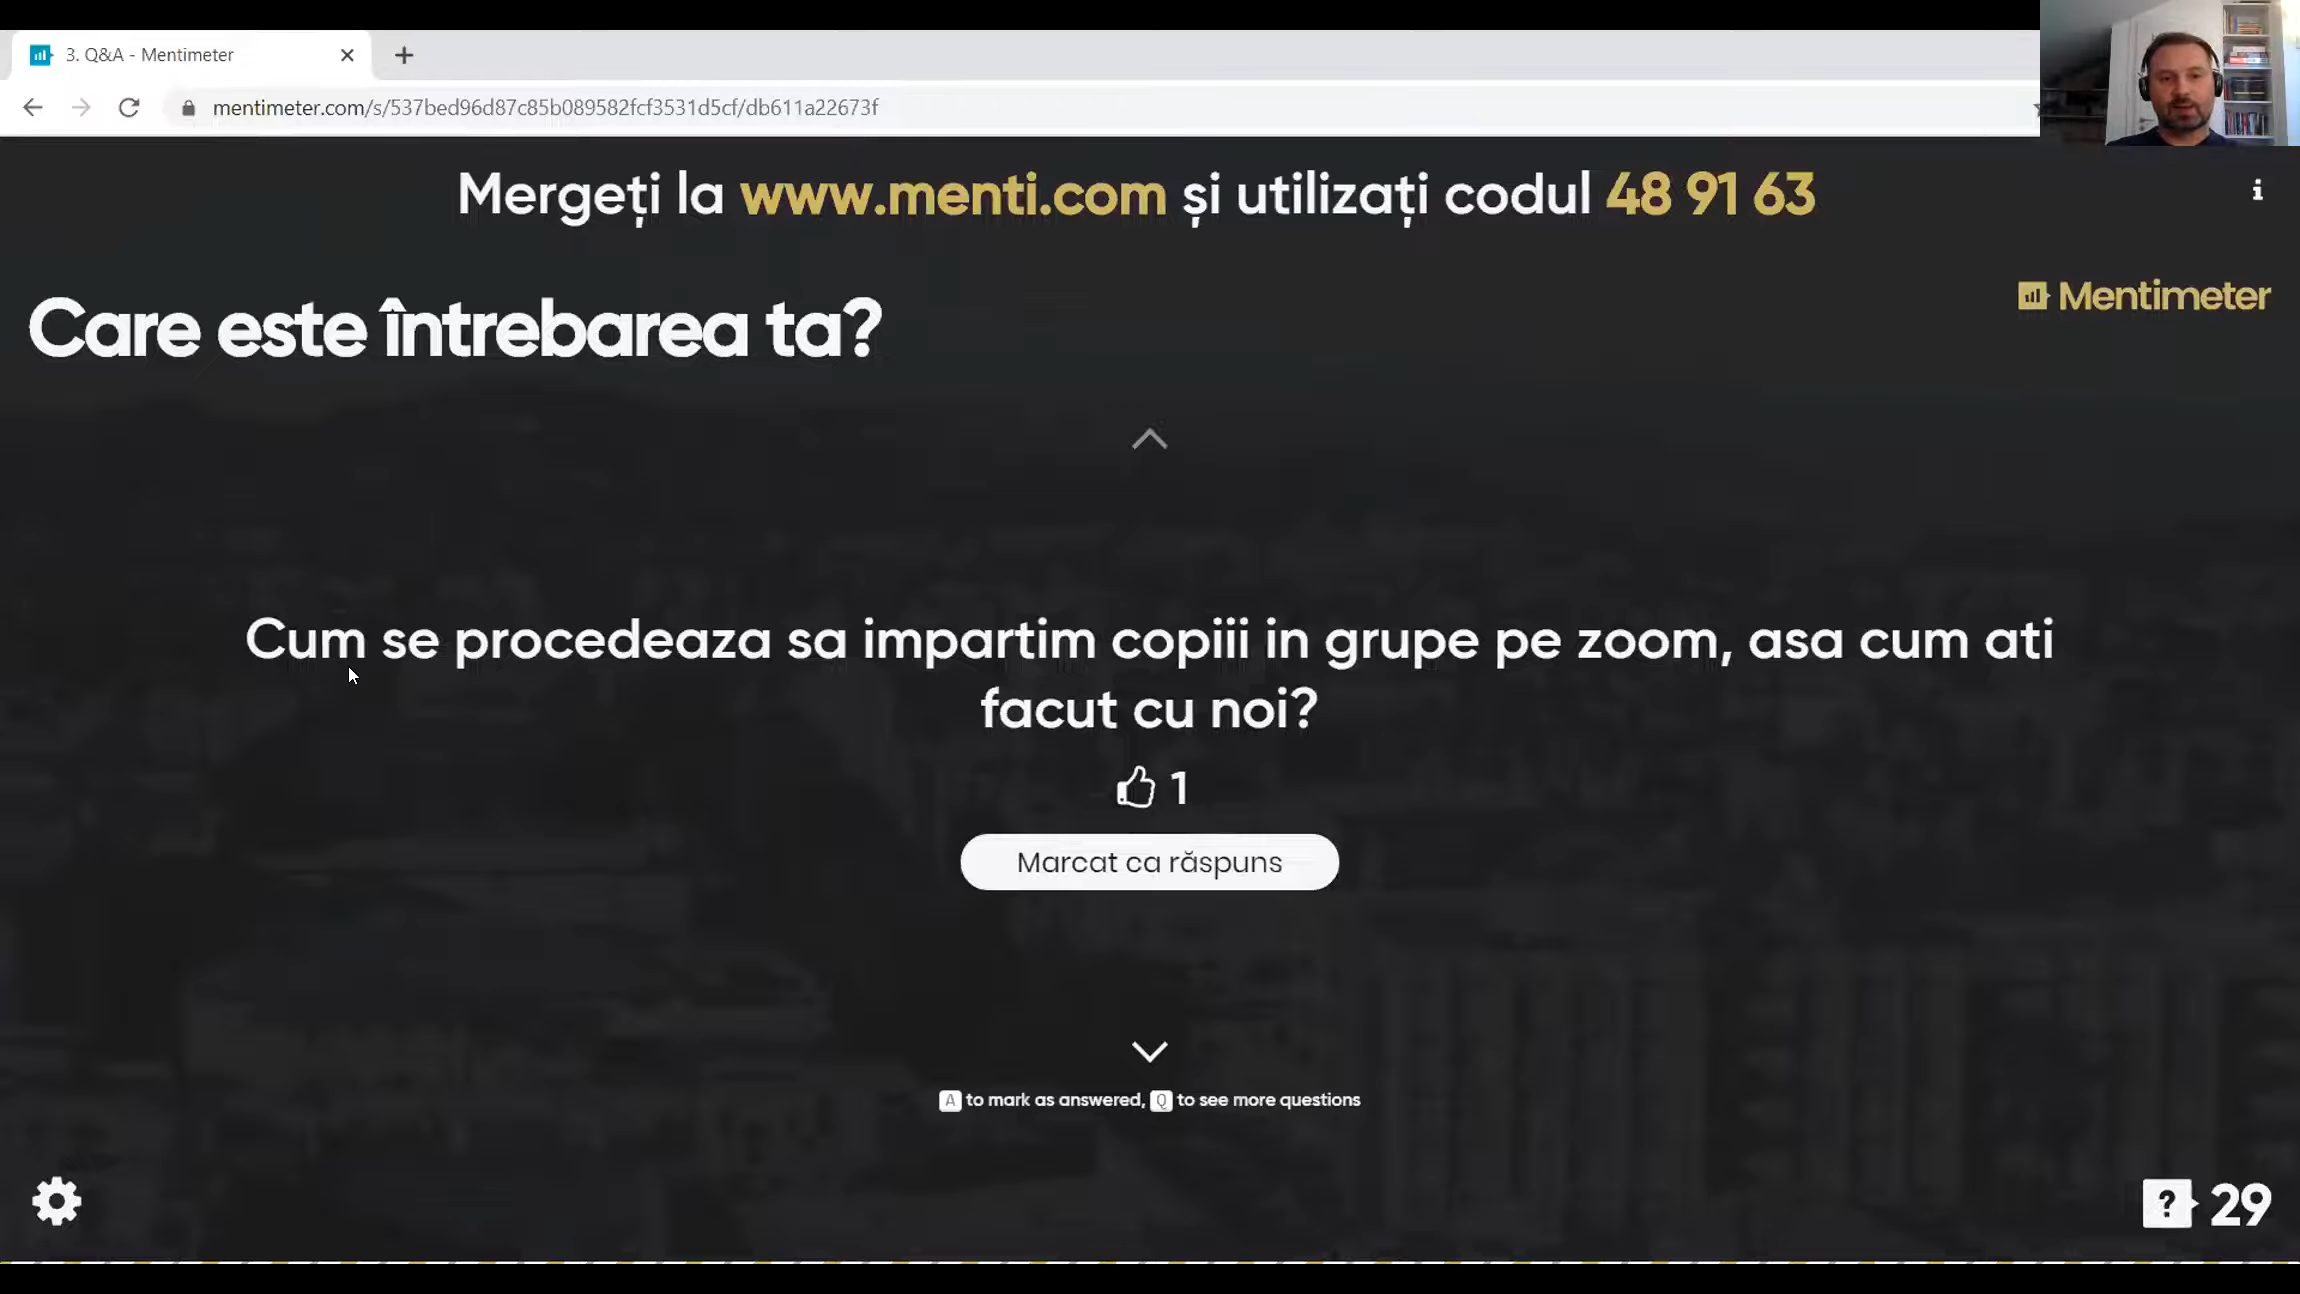 3. Q&A - Mentimeter
mentimeter.com/s/537bed96d87c85b089582fcf3531d5cf/db611a22673f
Mergeți la www.menti.com și utilizați codul 48 91 63
Mentimeter
Care este întrebarea ta?
Cum se procedeaza sa impartim copiii in grupe pe zoom, asa cum ati
facut cu noi?
1
Marcat ca răspuns
A to mark as answered, Q to see more questions
? 29